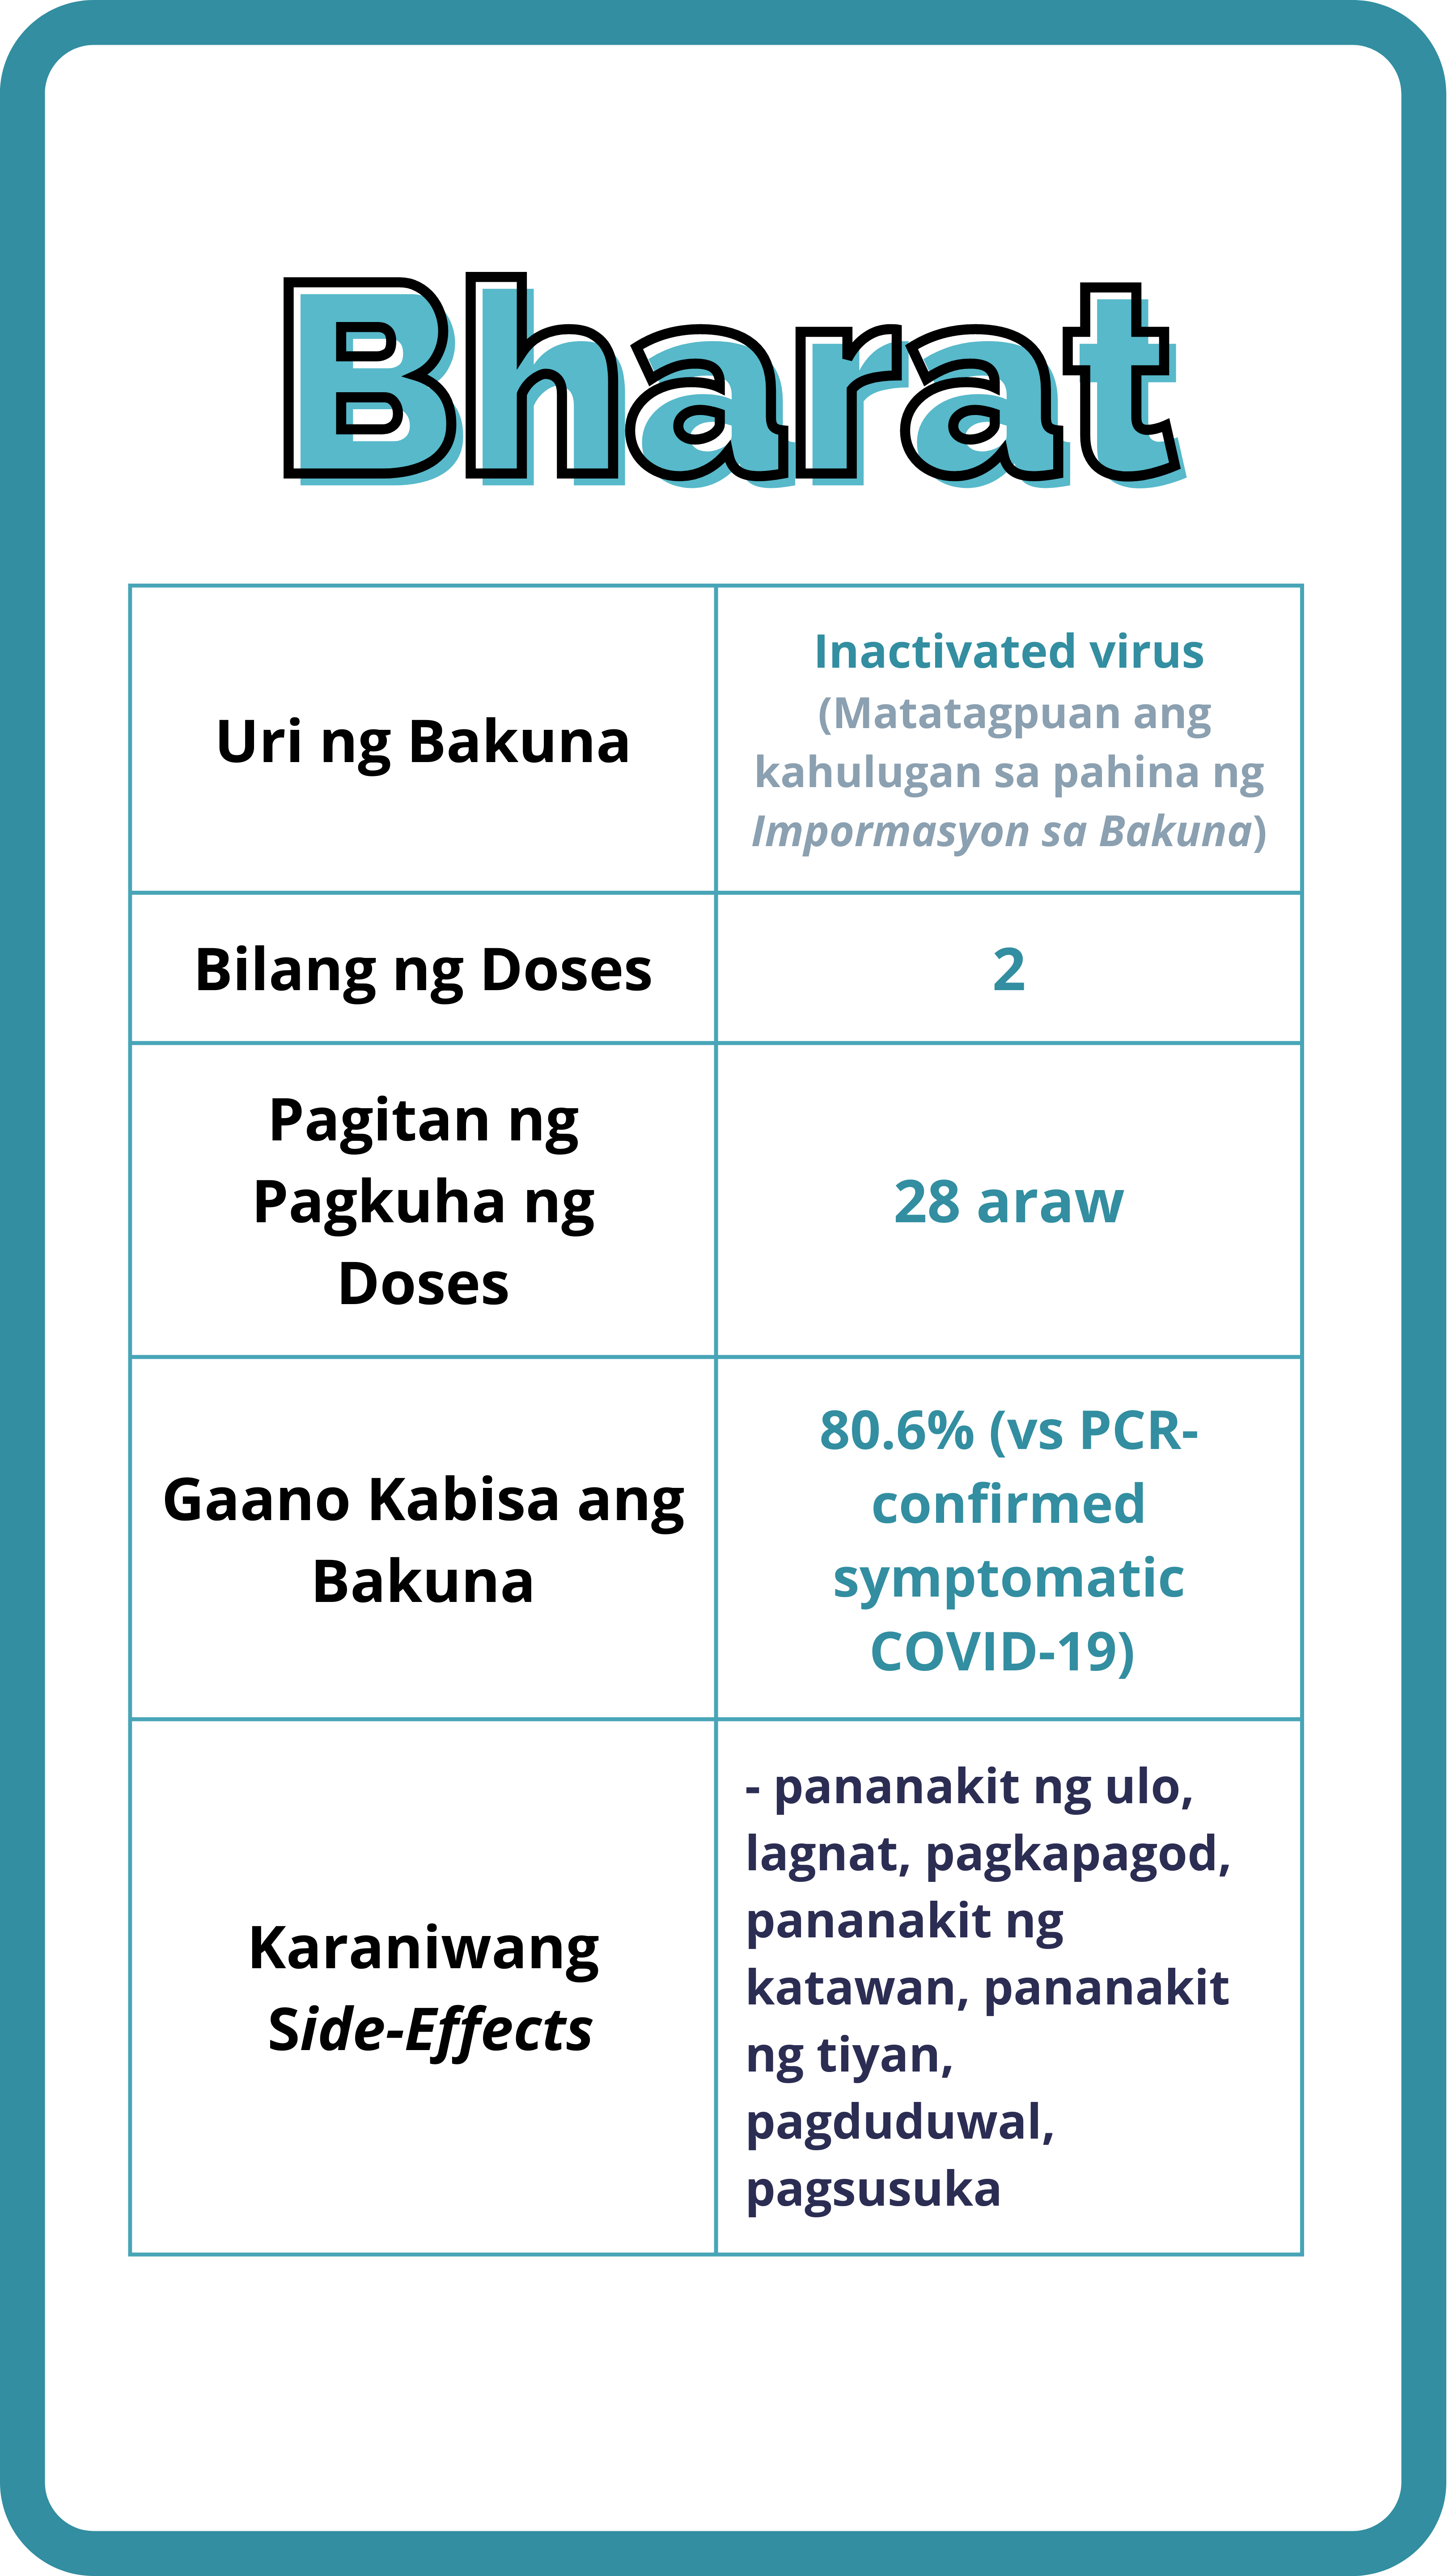 Bharat
Uri ng Bakuna
Inactivated virus
(Matatagpuan ang
kahulugan sa pahina ng
Impormasyon sa Bakuna)
Bilang ng Doses
2
Pagitan ng
Pagkuha ng
Doses
28 araw
Gaano Kabisa ang
Bakuna
80.6% (vs PCR-
confirmed
symptomatic
COVID-19)
Karaniwang
Side-Effects
- pananakit ng ulo,
lagnat, pagkapagod,
pananakit ng
katawan, pananakit
ng tiyan,
pagduduwal,
pagsusuka